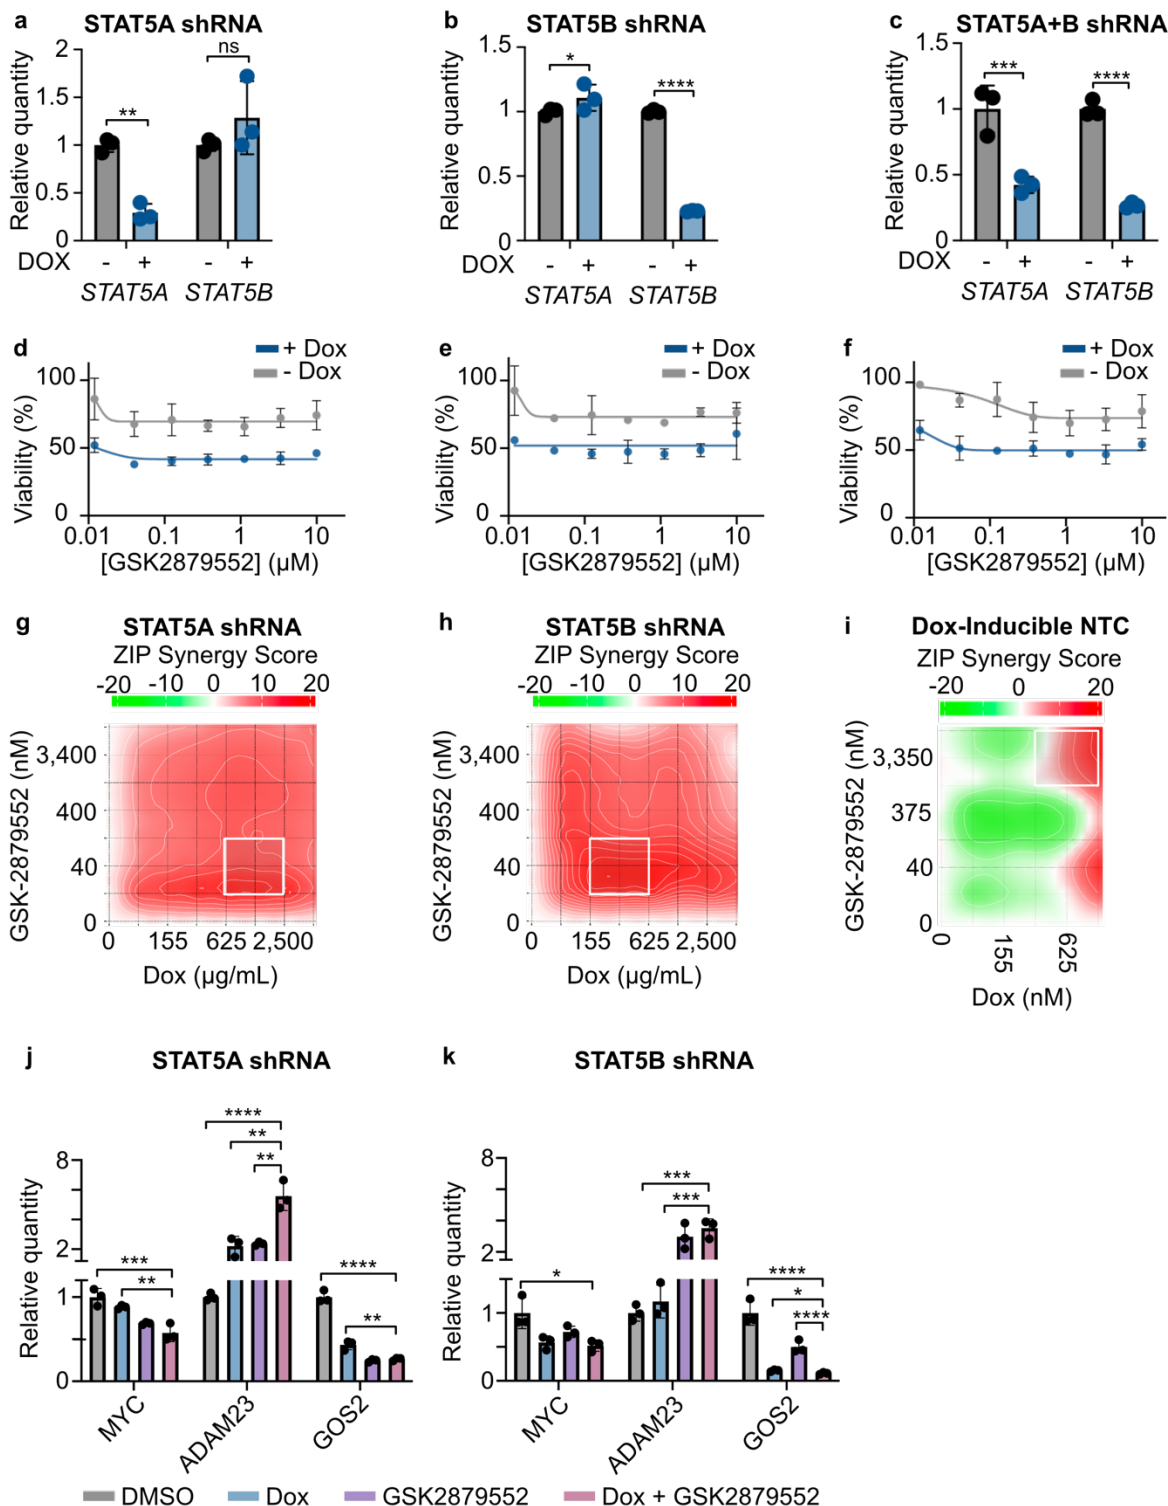 a STAT5A shRNA
Relative quantity
2
1.5
1
0.5
0
** ns
DOX - + - +
STAT5A STAT5B
b STAT5B shRNA
Relative quantity
1.5
1.0
0.5
0
* ****
DOX - + - +
STAT5A STAT5B
c STAT5A+B shRNA
Relative quantity
1.5
1
0.5
0
*** ****
DOX - + - +
STAT5A STAT5B
d + Dox
- Dox
Viability (%)
100
50
0
0.01 0.1 1 10
[GSK2879552] (µM)
e + Dox
- Dox
Viability (%)
100
50
0
0.01 0.1 1 10
[GSK2879552] (µM)
f + Dox
- Dox
Viability (%)
100
50
0
0.01 0.1 1 10
[GSK2879552] (µM)
g STAT5A shRNA
ZIP Synergy Score
-20 -10 0 10 20
GSK-2879552 (nM)
3,400
400
40
0
0 155 625 2,500
Dox (µg/mL)
h STAT5B shRNA
ZIP Synergy Score
-20 -10 0 10 20
GSK-2879552 (nM)
3,400
400
40
0
0 155 625 2,500
Dox (µg/mL)
i Dox-Inducible NTC
ZIP Synergy Score
-20 0 20
GSK-2879552 (nM)
3,350
375
40
0
0 155 625
Dox (nM)
j STAT5A shRNA
Relative quantity
8
2
1
0
***
**
****
**
**
****
**
MYC ADAM23 GOS2
k STAT5B shRNA
Relative quantity
8
2
1
0
*
***
***
****
*
****
MYC ADAM23 GOS2
DMSO Dox GSK2879552 Dox + GSK2879552